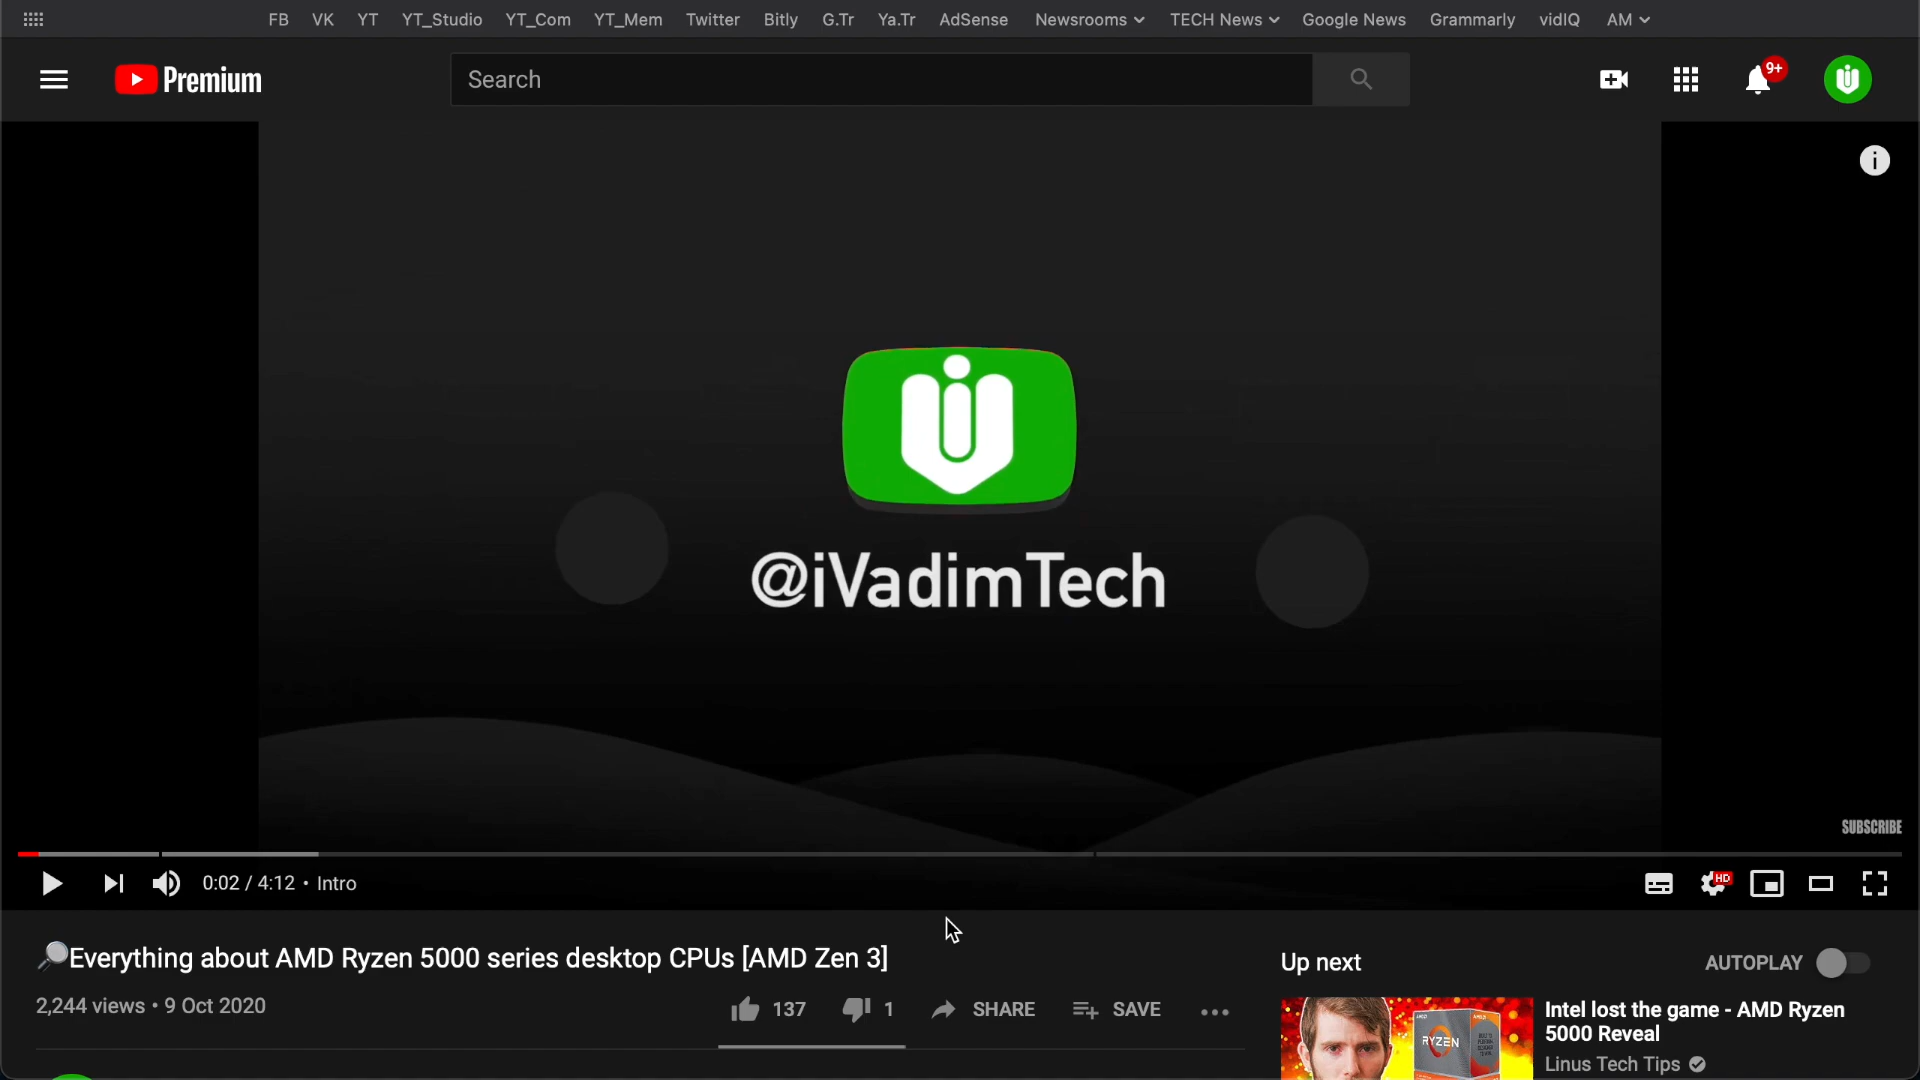 FB VK YT YT_Studio YT_Com YT_Mem Twitter Bitly G.Tr Ya.Tr AdSense Newsrooms TECH News Google News Grammarly vidIQ AM
Premium
Search
9+
@iVadimTech
SUBSCRIBE
0:02 / 4:12 • Intro
HD
🔎Everything about AMD Ryzen 5000 series desktop CPUs [AMD Zen 3]
2,244 views • 9 Oct 2020
137 1 SHARE SAVE
Up next
AUTOPLAY
RYZEN
Intel lost the game - AMD Ryzen
5000 Reveal
Linus Tech Tips